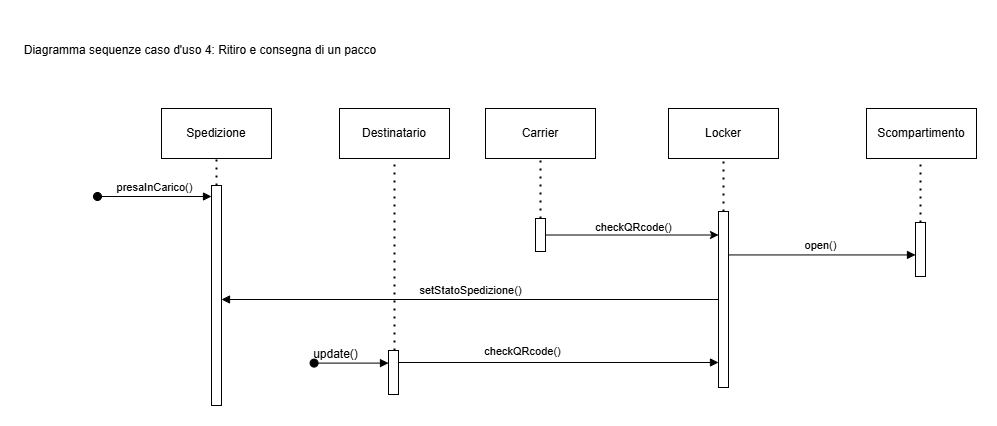 Diagramma sequenze caso d'uso 4: Ritiro e consegna di un pacco
Spedizione
Destinatario
Carrier
Locker
Scompartimento
presaInCarico()
checkQRcode()
open()
setStatoSpedizione()
update()
checkQRcode()